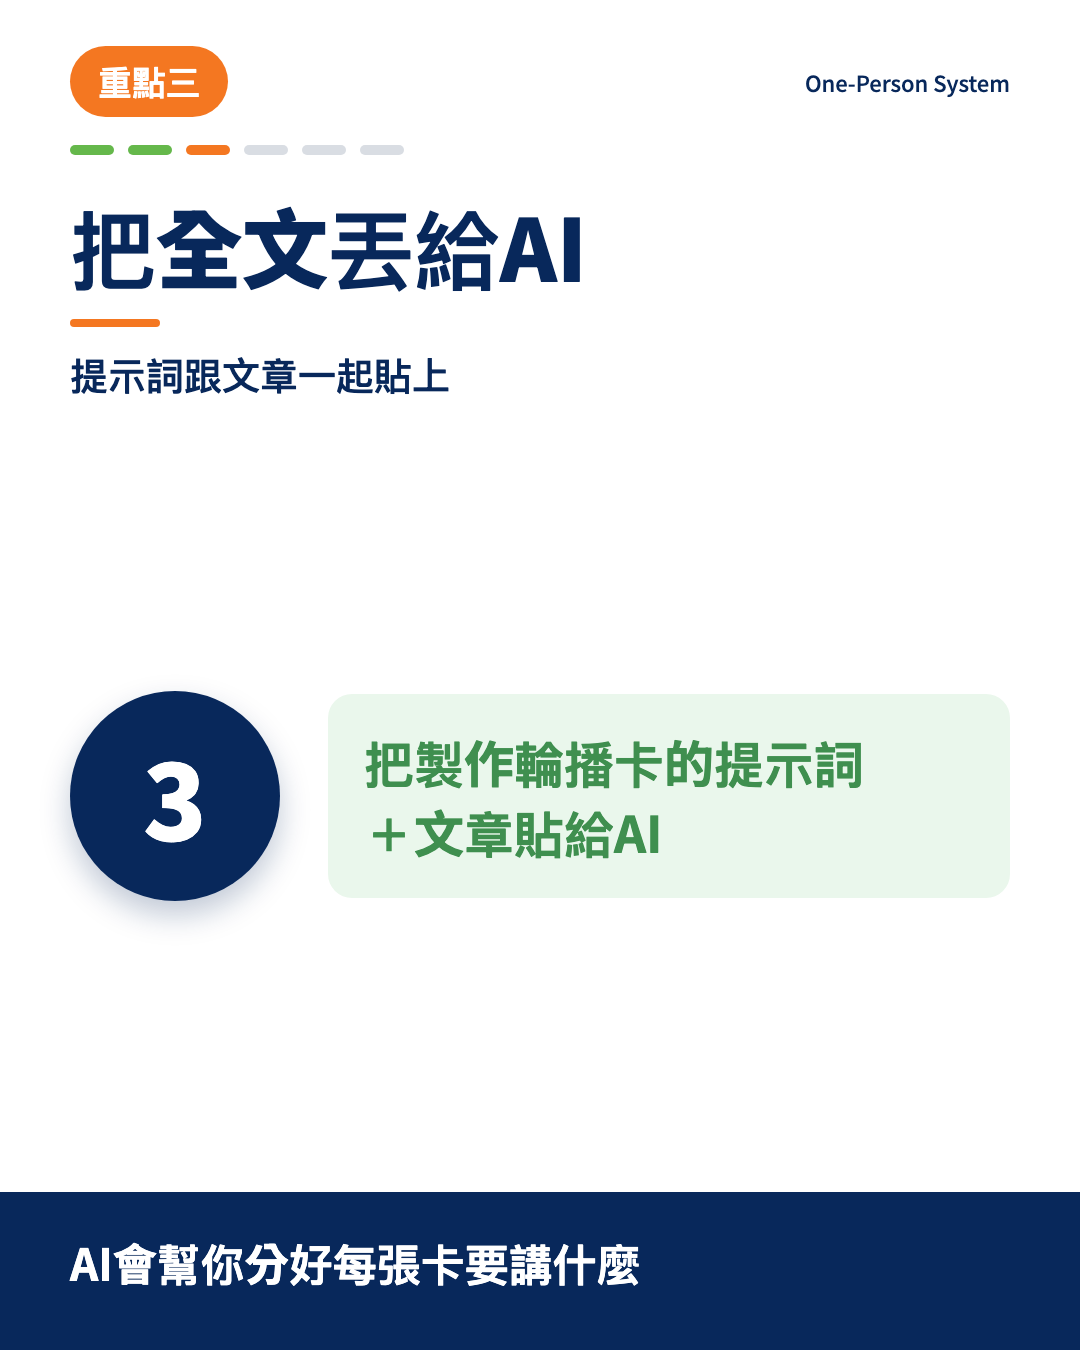 重點三
One-Person System
把全文丟給AI
提示詞跟文章一起貼上
3
把製作輪播卡的提示詞
＋文章貼給AI
AI會幫你分好每張卡要講什麼